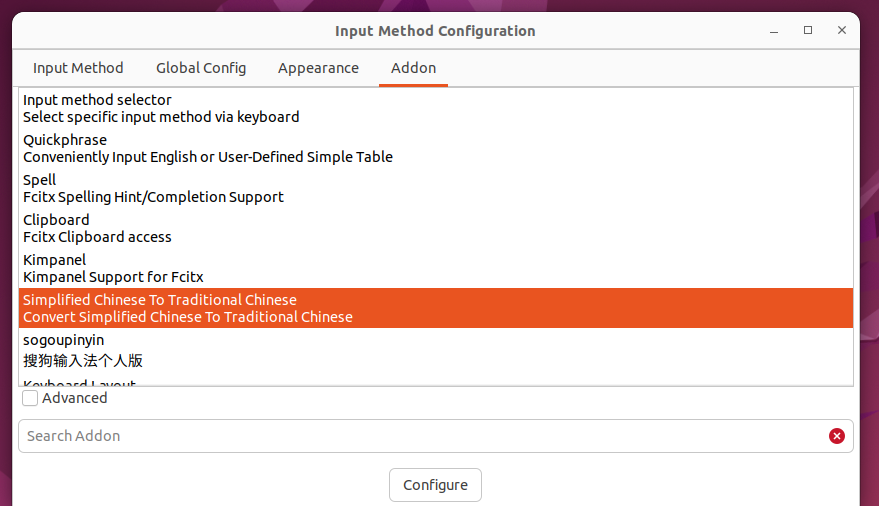 Input Method Configuration
Input Method Global Config Appearance Addon
Input method selector
Select specific input method via keyboard
Quickphrase
Conveniently Input English or User-Defined Simple Table
Spell
Fcitx Spelling Hint/Completion Support
Clipboard
Fcitx Clipboard access
Kimpanel
Kimpanel Support for Fcitx
Simplified Chinese To Traditional Chinese
Convert Simplified Chinese To Traditional Chinese
sogoupinyin
搜狗输入法个人版
Keyboard Layout
Advanced
Search Addon
Configure